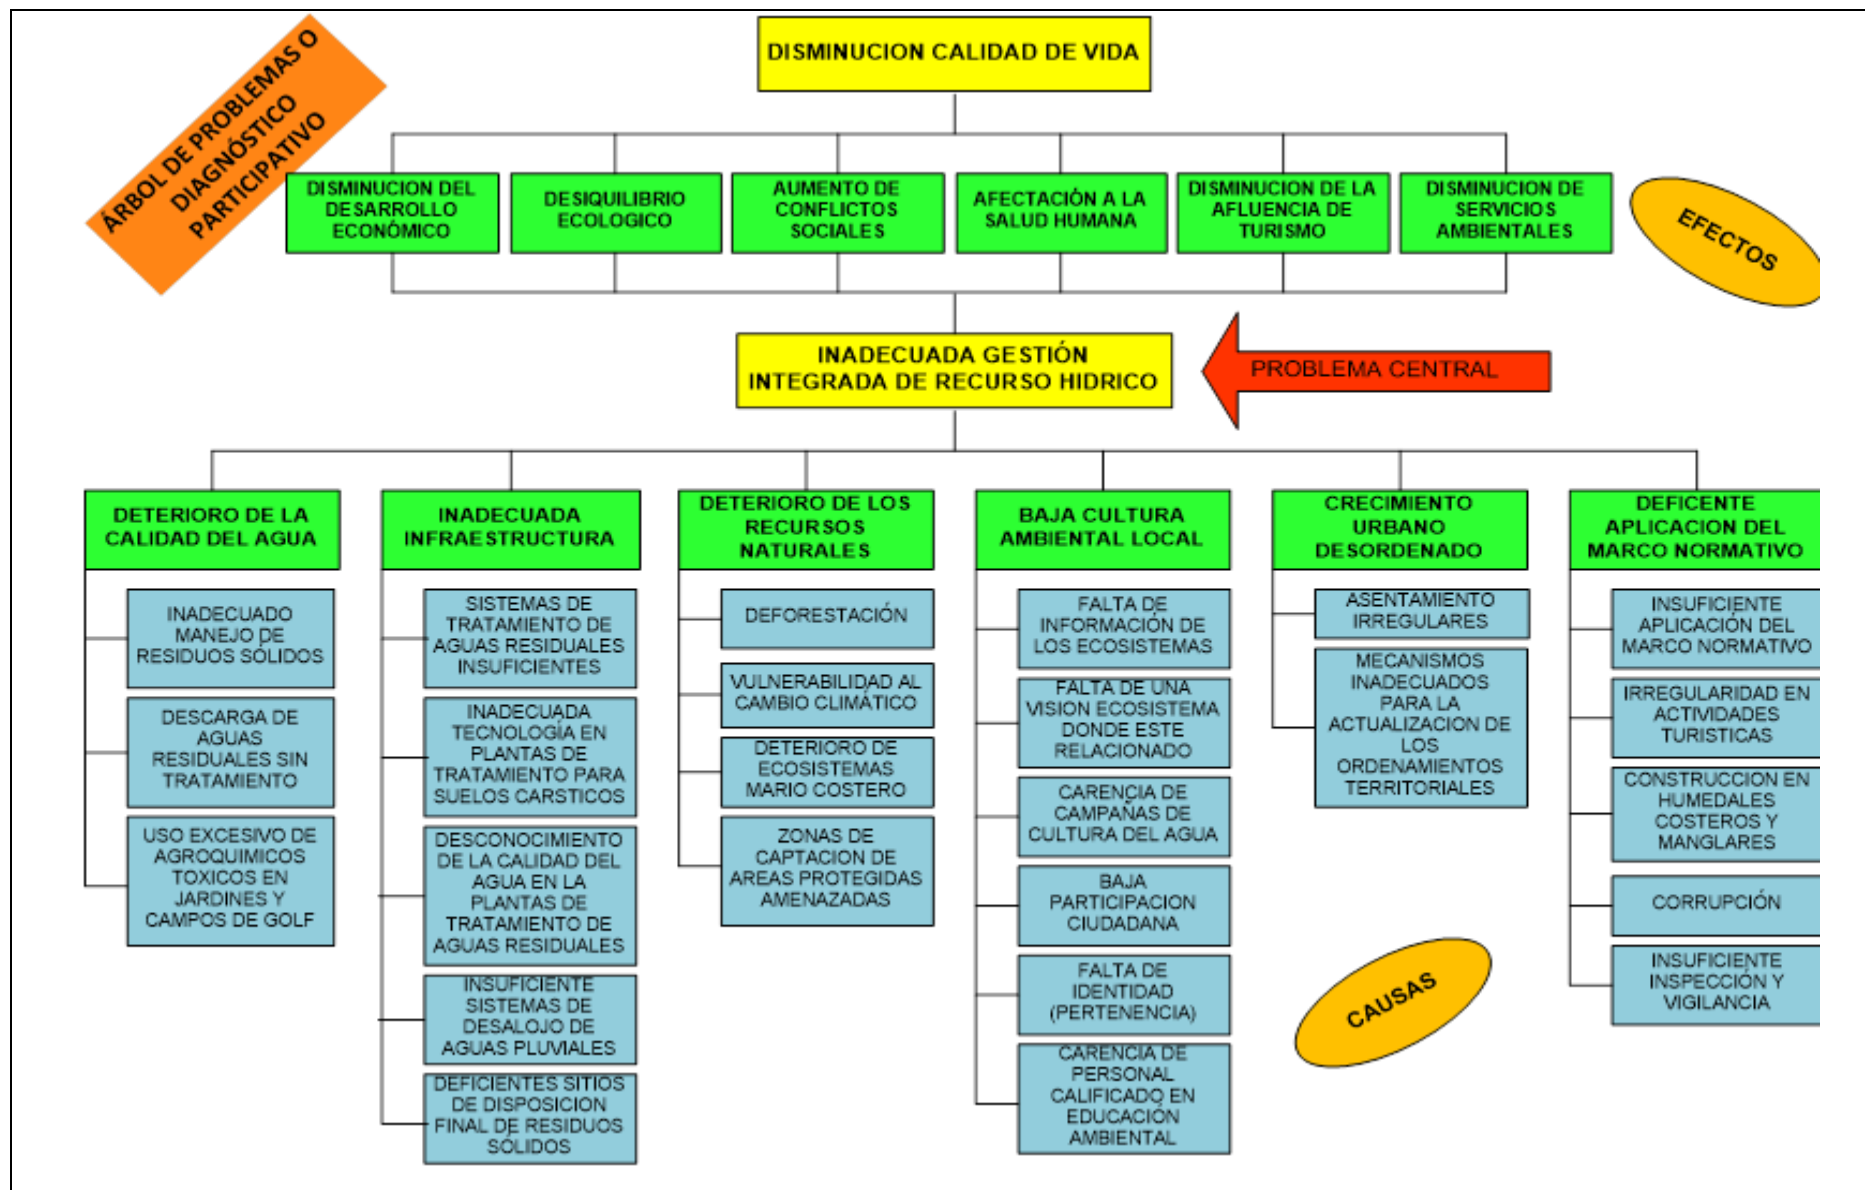 ÁRBOL DE PROBLEMAS O
DIAGNÓSTICO
PARTICIPATIVO
DISMINUCION CALIDAD DE VIDA
DISMINUCION DEL
DESARROLLO
ECONÓMICO
DESIQUILIBRIO
ECOLOGICO
AUMENTO DE
CONFLICTOS
SOCIALES
AFECTACIÓN A LA
SALUD HUMANA
DISMINUCION DE LA
AFLUENCIA DE
TURISMO
DISMINUCION DE
SERVICIOS
AMBIENTALES
EFECTOS
INADECUADA GESTIÓN
INTEGRADA DE RECURSO HIDRICO
PROBLEMA CENTRAL
DETERIORO DE LA
CALIDAD DEL AGUA
INADECUADO
MANEJO DE
RESIDUOS SÓLIDOS
DESCARGA DE
AGUAS
RESIDUALES SIN
TRATAMIENTO
USO EXCESIVO DE
AGROQUIMICOS
TOXICOS EN
JARDINES Y
CAMPOS DE GOLF
INADECUADA
INFRAESTRUCTURA
SISTEMAS DE
TRATAMIENTO DE
AGUAS RESIDUALES
INSUFICIENTES
INADECUADA
TECNOLOGÍA EN
PLANTAS DE
TRATAMIENTO PARA
SUELOS CARSTICOS
DESCONOCIMIENTO
DE LA CALIDAD DEL
AGUA EN LA
PLANTAS DE
TRATAMIENTO DE
AGUAS RESIDUALES
INSUFICIENTE
SISTEMAS DE
DESALOJO DE
AGUAS PLUVIALES
DEFICIENTES SITIOS
DE DISPOSICION
FINAL DE RESIDUOS
SÓLIDOS
DETERIORO DE LOS
RECURSOS
NATURALES
DEFORESTACIÓN
VULNERABILIDAD AL
CAMBIO CLIMÁTICO
DETERIORO DE
ECOSISTEMAS
MARIO COSTERO
ZONAS DE
CAPTACION DE
AREAS PROTEGIDAS
AMENAZADAS
BAJA CULTURA
AMBIENTAL LOCAL
FALTA DE
INFORMACIÓN DE
LOS ECOSISTEMAS
FALTA DE UNA
VISION ECOSISTEMA
DONDE ESTE
RELACIONADO
CARENCIA DE
CAMPAÑAS DE
CULTURA DEL AGUA
BAJA
PARTICIPACION
CIUDADANA
FALTA DE
IDENTIDAD
(PERTENENCIA)
CARENCIA DE
PERSONAL
CALIFICADO EN
EDUCACIÓN
AMBIENTAL
CRECIMIENTO
URBANO
DESORDENADO
ASENTAMIENTO
IRREGULARES
MECANISMOS
INADECUADOS
PARA LA
ACTUALIZACION DE
LOS
ORDENAMIENTOS
TERRITORIALES
CAUSAS
DEFICENTE
APLICACION DEL
MARCO NORMATIVO
INSUFICIENTE
APLICACIÓN DEL
MARCO NORMATIVO
IRREGULARIDAD EN
ACTIVIDADES
TURISTICAS
CONSTRUCCION EN
HUMEDALES
COSTEROS Y
MANGLARES
CORRUPCIÓN
INSUFICIENTE
INSPECCIÓN Y
VIGILANCIA